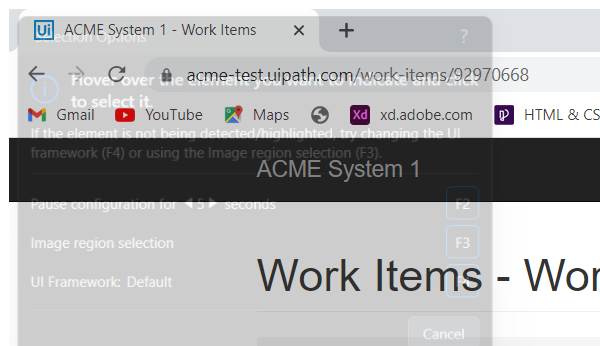 Ui ACME System 1 - Work Items
Selection Options ?
acme-test.uipath.com/work-items/92970668
Hover over the element you want to indicate and click
to select it.
Gmail YouTube Maps Xd xd.adobe.com HTML & CS
If the element is not being detected/highlighted, try changing the UI
framework (F4) or using the Image region selection (F3).
ACME System 1
Pause configuration for 5 seconds F2
Image region selection F3
Work Items - Wor
UI Framework: Default
Cancel